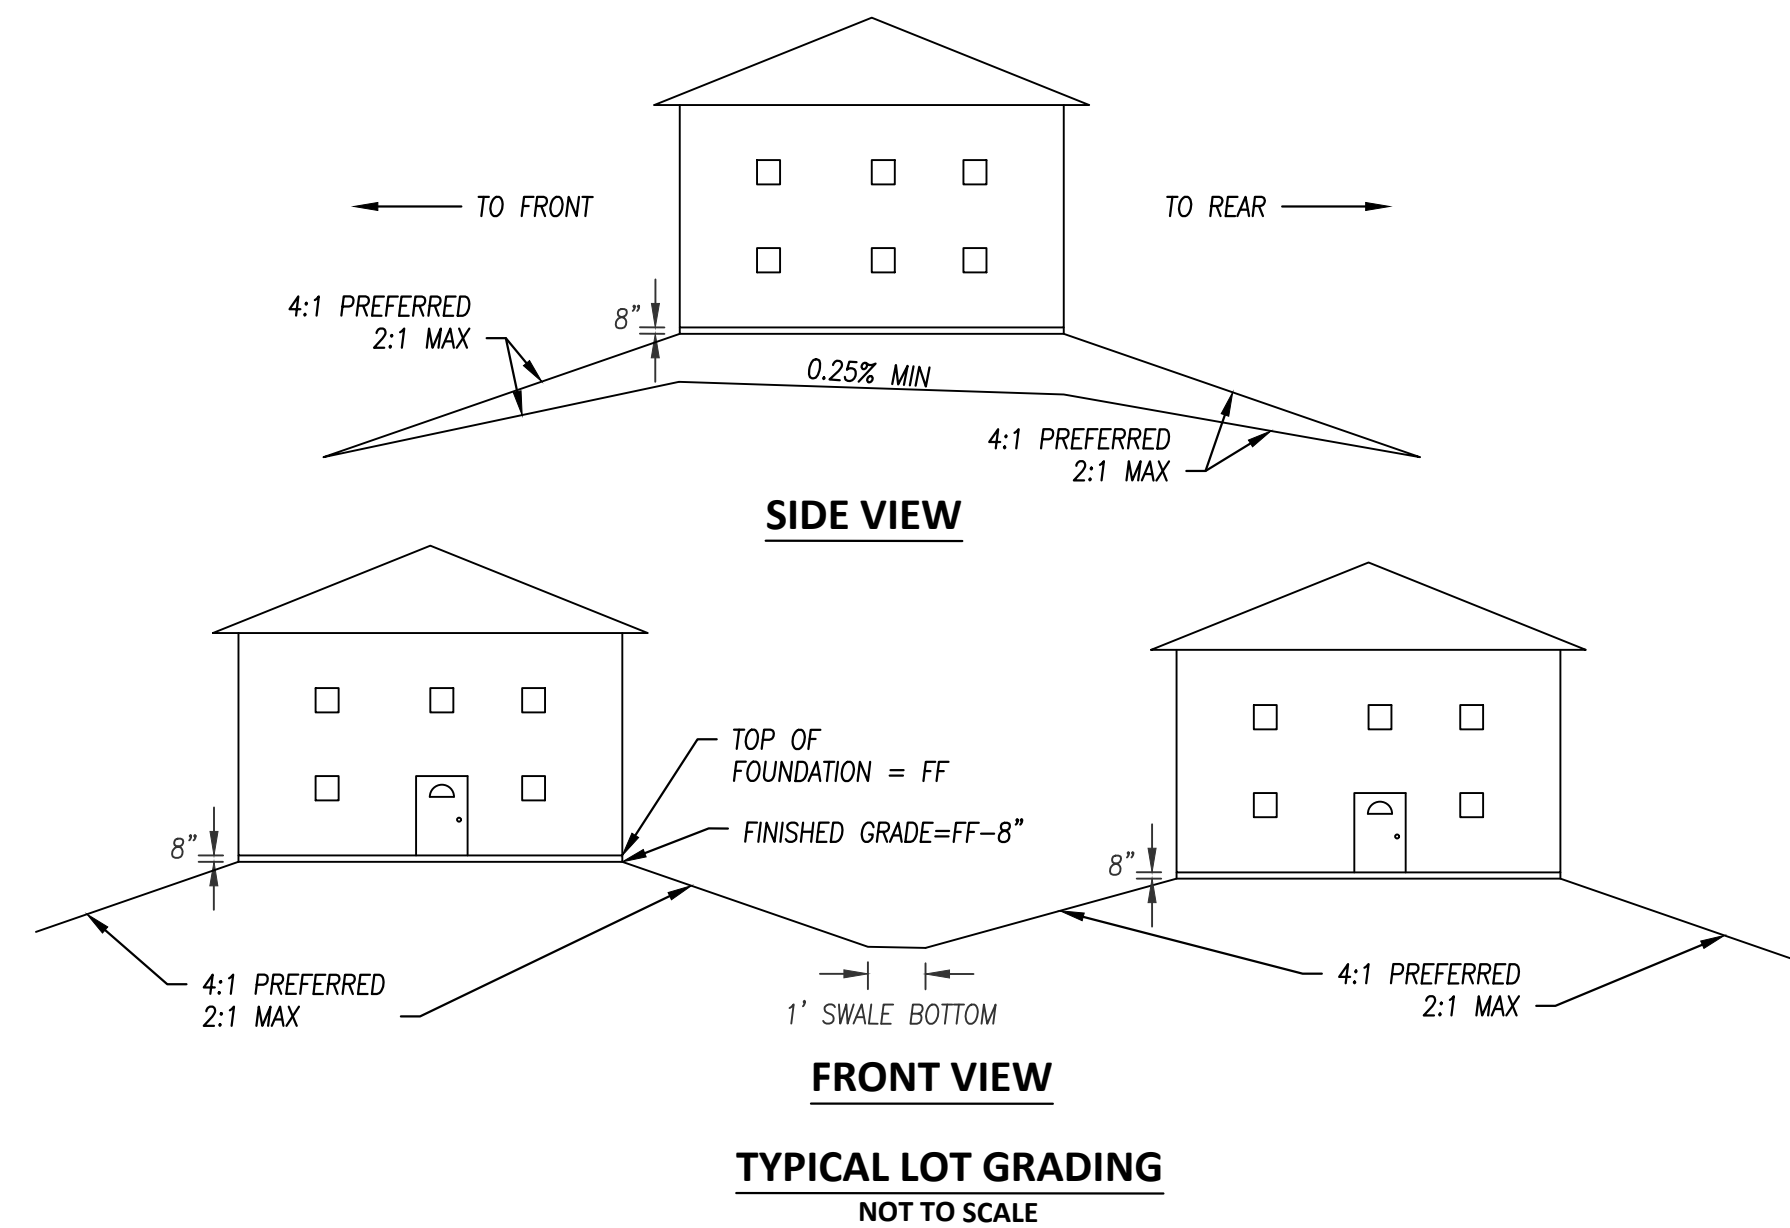 TO FRONT
TO REAR
4:1 PREFERRED
2:1 MAX
8"
0.25% MIN
4:1 PREFERRED
2:1 MAX
SIDE VIEW
TOP OF
FOUNDATION = FF
FINISHED GRADE=FF-8"
8"
8"
4:1 PREFERRED
2:1 MAX
1' SWALE BOTTOM
4:1 PREFERRED
2:1 MAX
FRONT VIEW
TYPICAL LOT GRADING
NOT TO SCALE